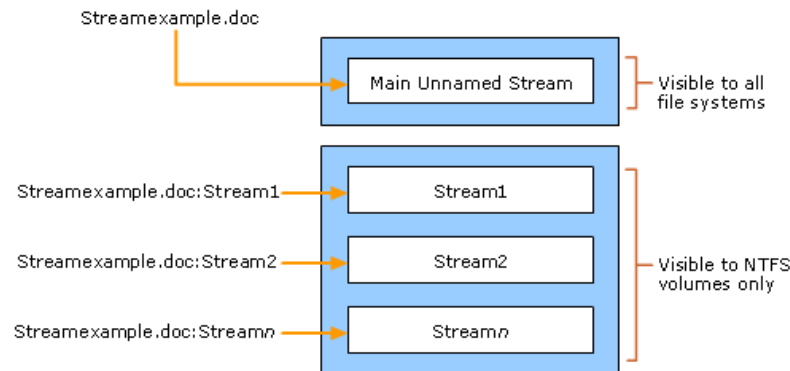 Streamexample.doc
Main Unnamed Stream
Visible to all
file systems
Streamexample.doc:Stream1
Stream1
Streamexample.doc:Stream2
Stream2
Visible to NTFS
volumes only
Streamexample.doc:Streamn
Streamn